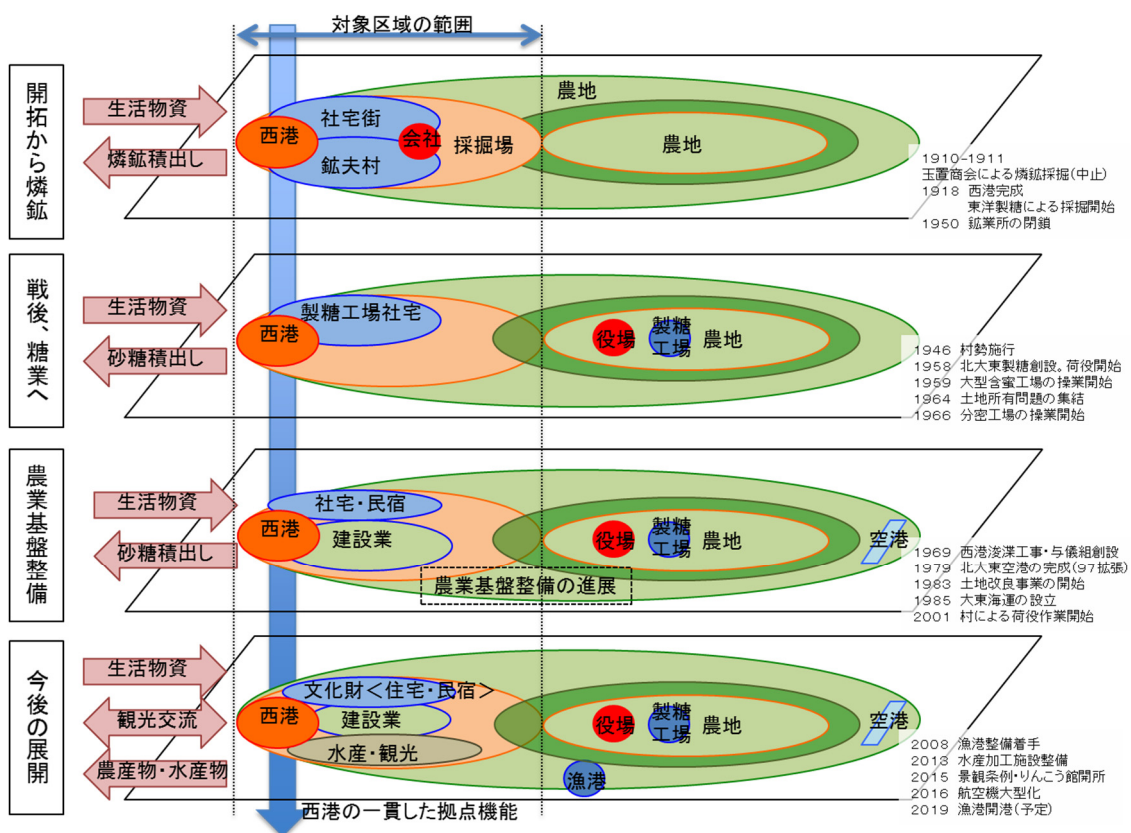 対象区域の範囲
開拓から燐鉱
生活物資
燐鉱積出し
西港
社宅街
鉱夫村
会社
採掘場
農地
農地
1910-1911
玉置商会による燐鉱採掘(中止)
1918 西港完成
東洋製糖による採掘開始
1950 鉱業所の閉鎖
戦後、糖業へ
生活物資
砂糖積出し
西港
製糖工場社宅
役場
製糖
工場
農地
1946 村勢施行
1958 北大東製糖創設。荷役開始
1959 大型含蜜工場の操業開始
1964 土地所有問題の集結
1966 分密工場の操業開始
農業基盤整備
生活物資
砂糖積出し
西港
社宅・民宿
建設業
農業基盤整備の進展
役場
製糖
工場
農地
空港
1969 西港浚渫工事・与儀組創設
1979 北大東空港の完成(97拡張)
1983 土地改良事業の開始
1985 大東海運の設立
2001 村による荷役作業開始
今後の展開
生活物資
観光交流
農産物・水産物
西港
文化財<住宅・民宿>
建設業
水産・観光
役場
製糖
工場
農地
漁港
空港
2008 漁港整備着手
2013 水産加工施設整備
2015 景観条例・りんこう館開所
2016 航空機大型化
2019 漁港開港(予定)
西港の一貫した拠点機能